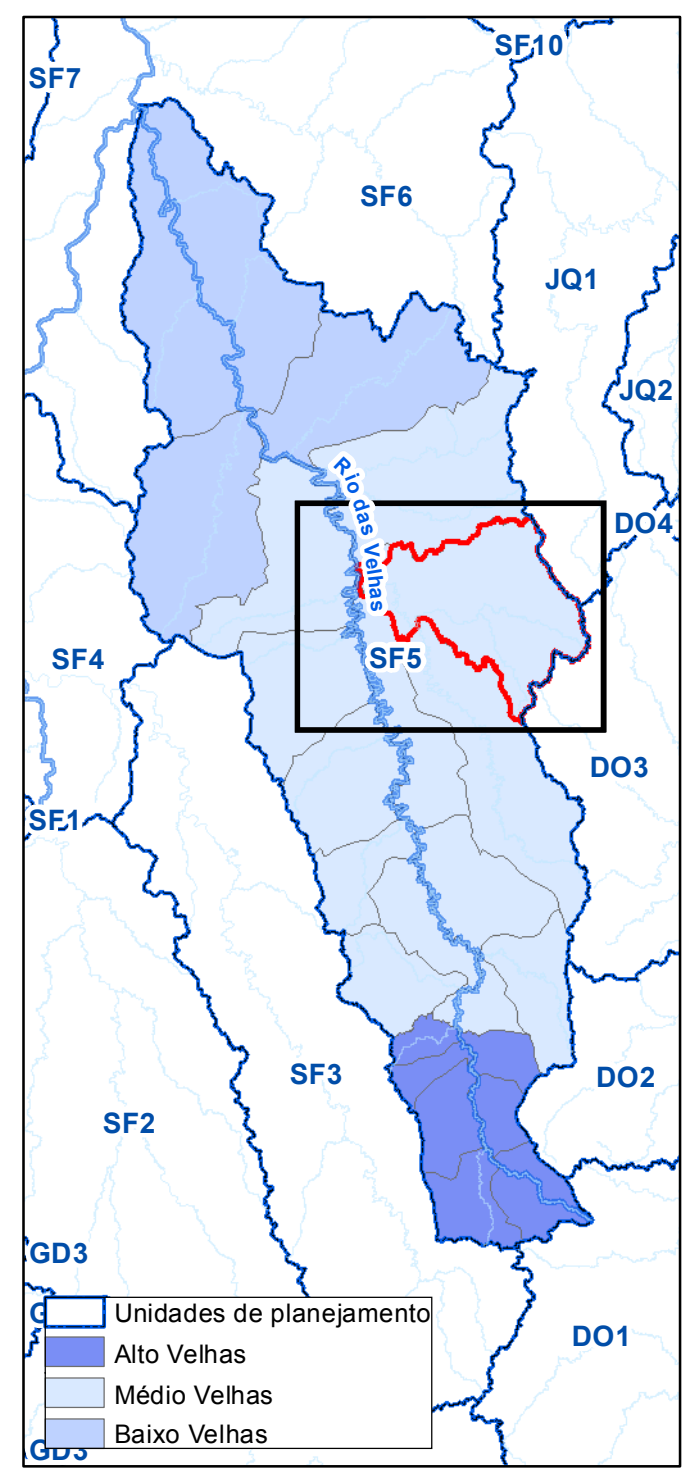 SF10
SF7
SF6
JQ1
JQ2
Rio das Velhas
DO4
SF4
SF5
DO3
SF1
SF3
DO2
SF2
GD3
Unidades de planejamento
DO1
Alto Velhas
Médio Velhas
Baixo Velhas
GD3